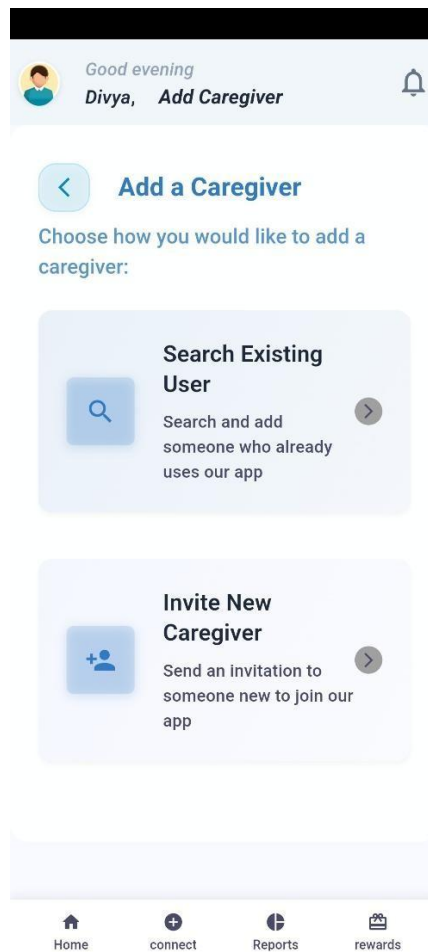 Good evening
Divya, Add Caregiver
Add a Caregiver
Choose how you would like to add a
caregiver:
Search Existing
User
Search and add
someone who already
uses our app
Invite New
Caregiver
Send an invitation to
someone new to join our
app
Home connect Reports rewards